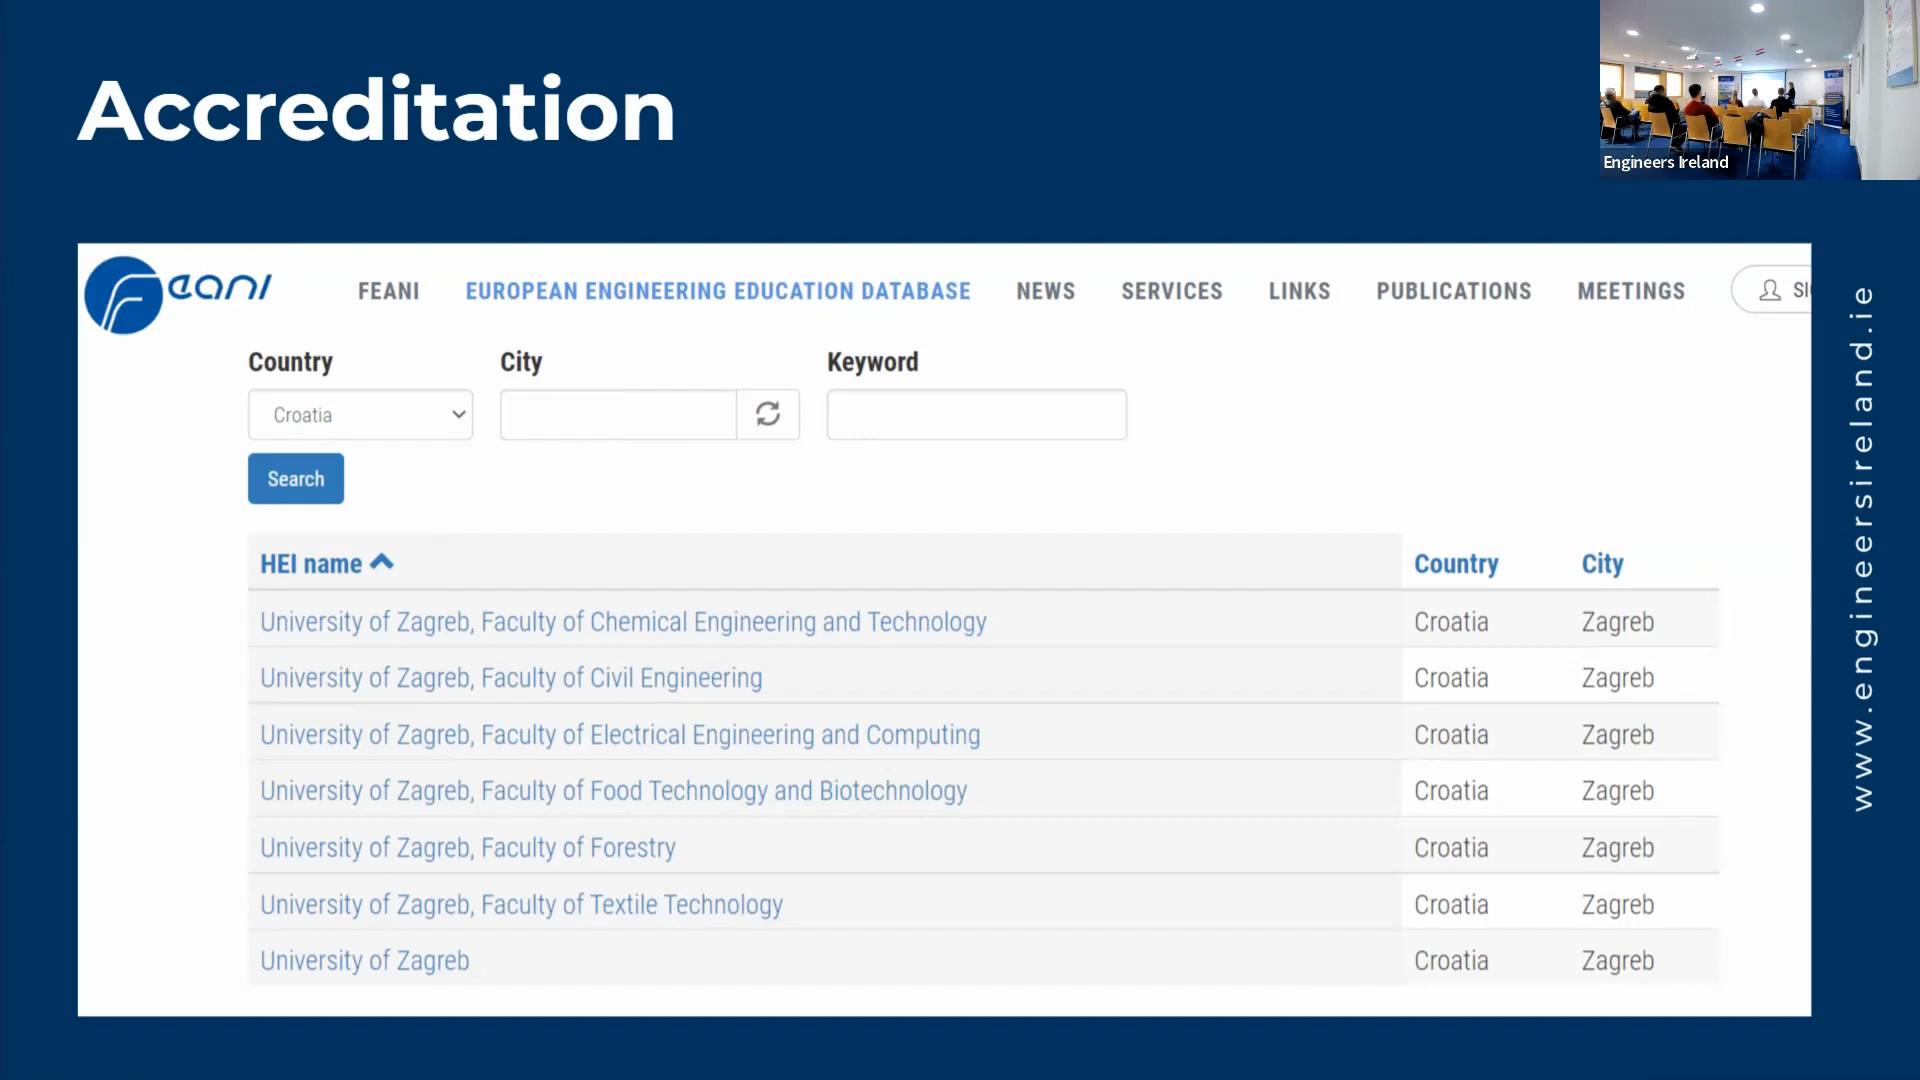 Accreditation
Engineers Ireland
feani
FEANI EUROPEAN ENGINEERING EDUCATION DATABASE NEWS SERVICES LINKS PUBLICATIONS MEETINGS
Country City Keyword
Croatia
Search
HEI name Country City
University of Zagreb, Faculty of Chemical Engineering and Technology Croatia Zagreb
University of Zagreb, Faculty of Civil Engineering Croatia Zagreb
University of Zagreb, Faculty of Electrical Engineering and Computing Croatia Zagreb
University of Zagreb, Faculty of Food Technology and Biotechnology Croatia Zagreb
University of Zagreb, Faculty of Forestry Croatia Zagreb
University of Zagreb, Faculty of Textile Technology Croatia Zagreb
University of Zagreb Croatia Zagreb
www.engineersireland.ie